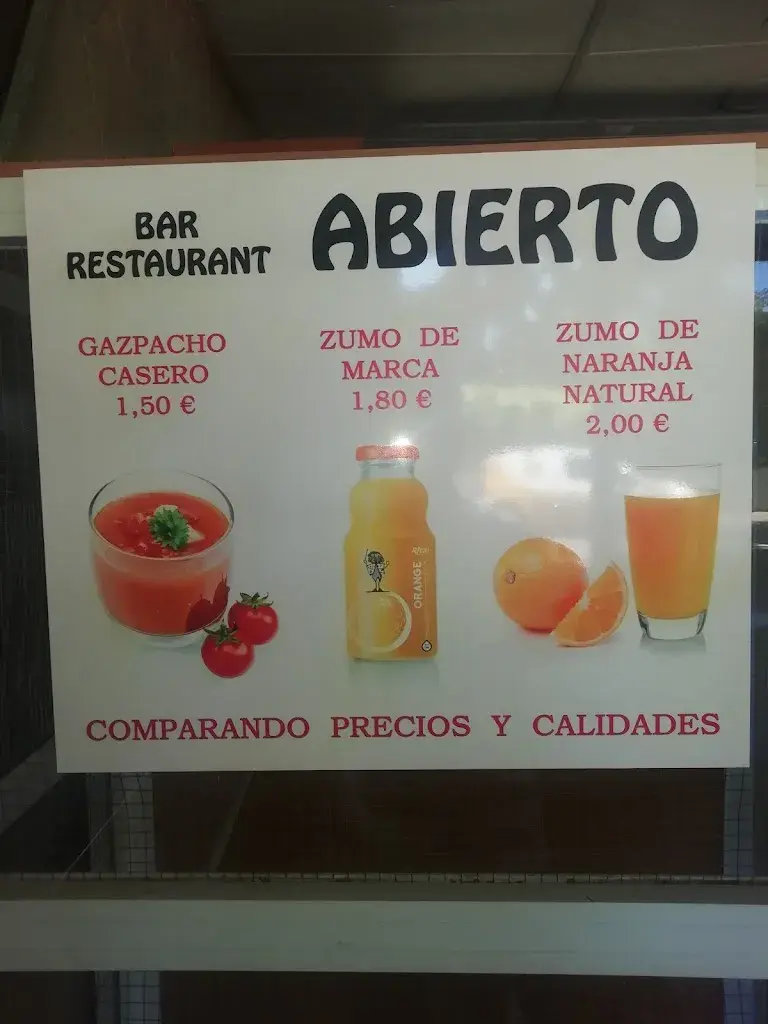 BAR
RESTAURANT
ABIERTO
GAZPACHO
CASERO
1,50 €
ZUMO DE
MARCA
1,80 €
ZUMO DE
NARANJA
NATURAL
2,00 €
ORANGE
COMPARANDO PRECIOS Y CALIDADES